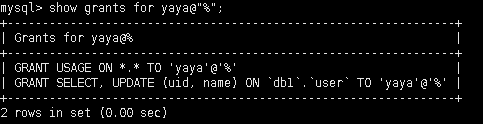 mysql> show grants for yaya@"%";
+---------------------------------------------------------------+
| Grants for yaya@% |
+---------------------------------------------------------------+
| GRANT USAGE ON *.* TO 'yaya'@'%' |
| GRANT SELECT, UPDATE (uid, name) ON `db1`.`user` TO 'yaya'@'%' |
+---------------------------------------------------------------+
2 rows in set (0.00 sec)